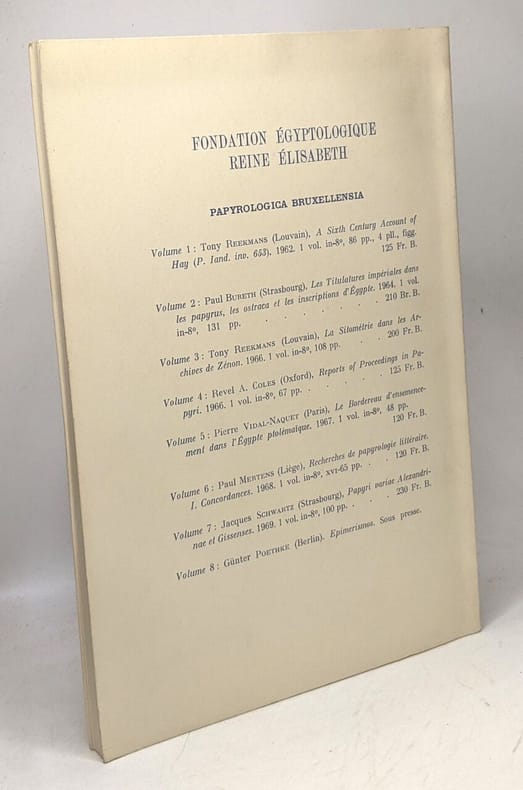 FONDATION ÉGYPTOLOGIQUE
REINE ÉLISABETH
PAPYROLOGICA BRUXELLENSIA
Volume 1 : Tony REEKMANS (Louvain), A Sixth Century Account of
Hay (P. Iand. inv. 653). 1962. 1 vol. in-8º, 86 pp., 4 pll., figg.
125 Fr. B.
Volume 2 : Paul BURETH (Strasbourg), Les Titulatures impériales dans
les papyrus, les ostraca et les inscriptions d'Égypte. 1964. 1 vol.
in-8º, 131 pp. . . . . . . . 210 Br. B.
Volume 3 : Tony REEKMANS (Louvain), La Sitométrie dans les Ar-
chives de Zénon. 1966. 1 vol. in-8º, 108 pp. . . . 200 Fr. B.
Volume 4 : Revel A. COLES (Oxford), Reports of Proceedings in Pa-
pyri. 1966. 1 vol. in-8º, 67 pp. . . . . . . 125 Fr. B.
Volume 5 : Pierre VIDAL-NAQUET (Paris), Le Bordereau d'ensemence-
ment dans l'Égypte ptolémaïque. 1967. 1 vol. in-8º, 48 pp.
120 Fr. B.
Volume 6 : Paul MERTENS (Liège), Recherches de papyrologie littéraire.
I. Concordances. 1968. 1 vol. in-8º, XVI-65 pp. . . 120 Fr. B.
Volume 7 : Jacques SCHWARTZ (Strasbourg), Papyri variae Alexandri-
nae et Gissenses. 1969. 1 vol. in-8º, 100 pp. . . . 230 Fr. B.
Volume 8 : Günter POETHKE (Berlin). Epimerismos. Sous presse.